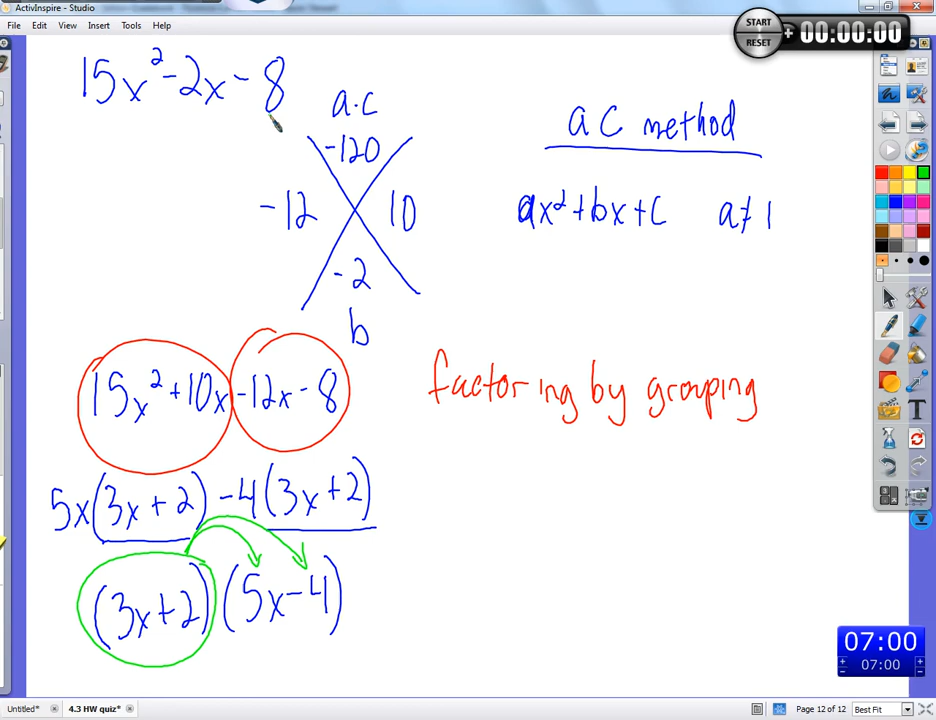 ActivInspire - Studio
File Edit View Insert Tools Help
START
RESET
00:00:00
15x² - 2x - 8
a·c
-120
-12 10
-2
b
ac method
ax² + bx + c a ≠ 1
15x² + 10x - 12x - 8
factoring by grouping
5x(3x + 2) - 4(3x + 2)
(3x + 2)(5x - 4)
07:00
07:00
Untitled* 4.3 HW quiz* Page 12 of 12 Best Fit